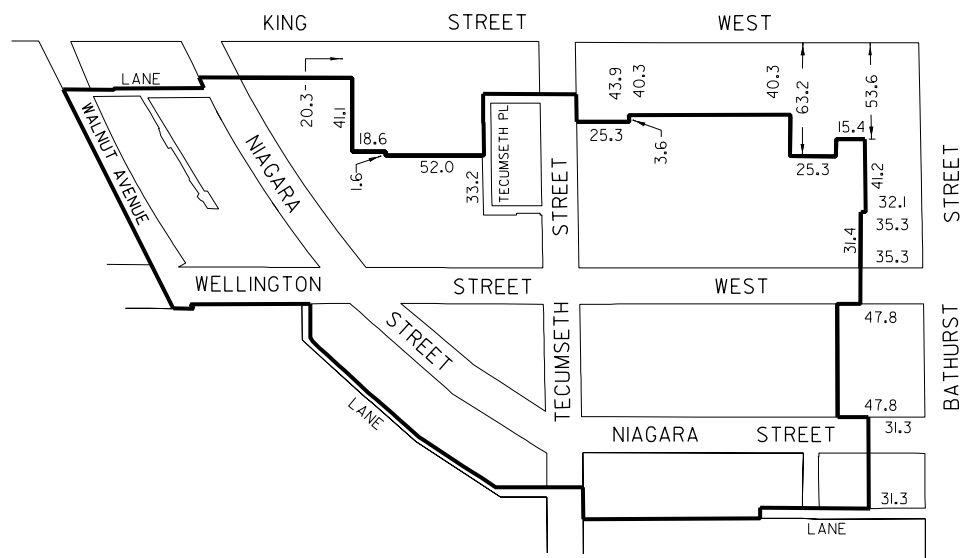 KING STREET WEST
LANE
20.3
41.1
18.6
1.6
52.0
33.2
TECUMSETH PL
43.9
40.3
25.3
3.6
40.3
63.2
53.6
15.4
25.3
41.2
32.1
35.3
31.4
35.3
WALNUT AVENUE
NIAGARA
STREET
STREET
WELLINGTON STREET WEST
STREET
TECUMSETH
BATHURST
47.8
47.8
31.3
LANE
NIAGARA STREET
31.3
LANE